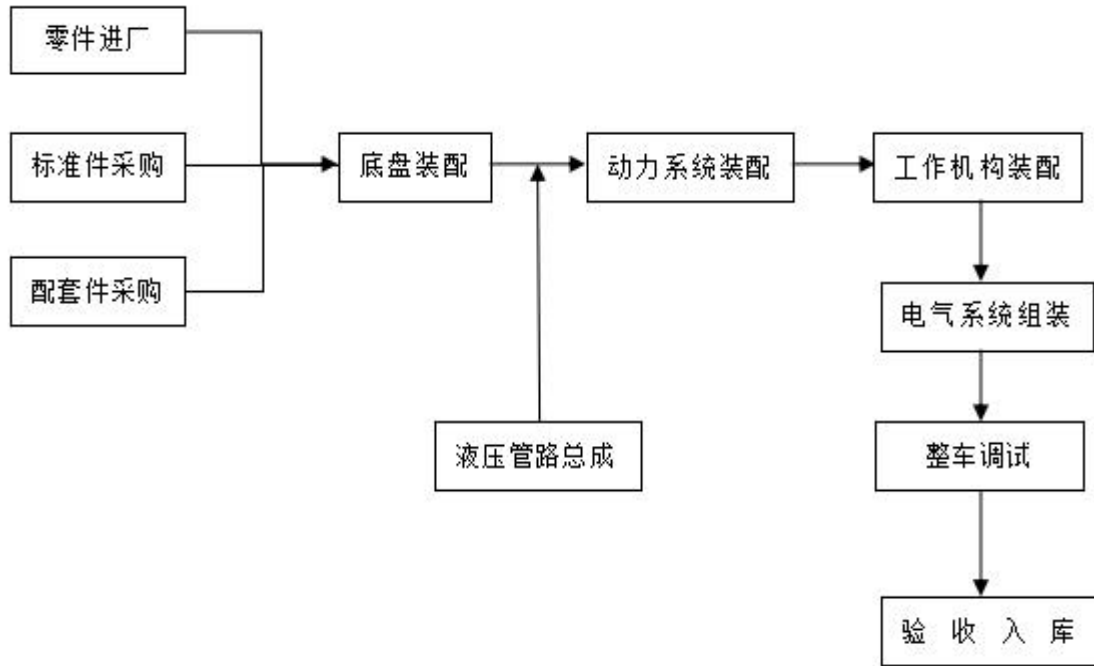 零件进厂
标准件采购
底盘装配
动力系统装配
工作机构装配
配套件采购
电气系统组装
液压管路总成
整车调试
验 收 入 库